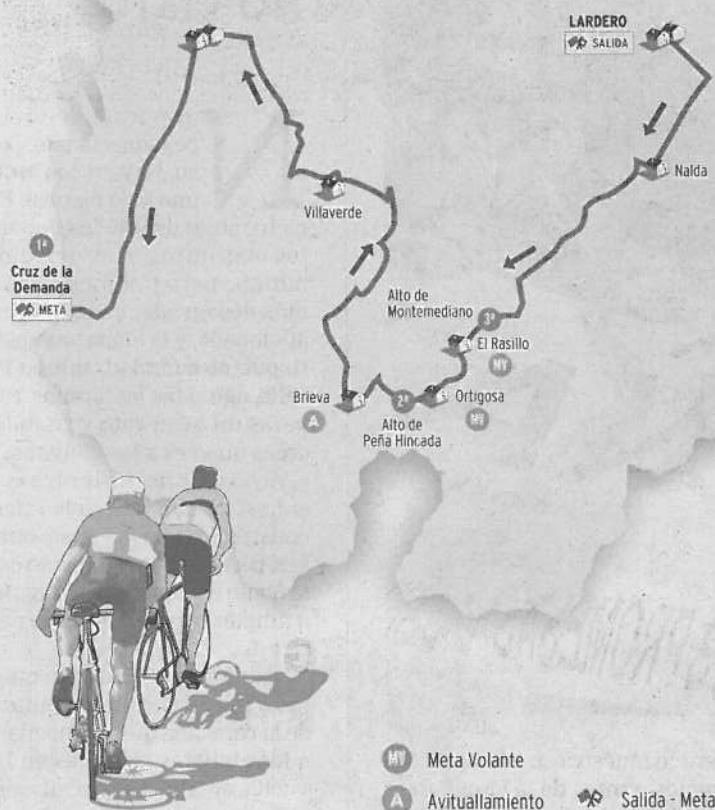 LARDERO
SALIDA
Nalda
Villaverde
1ª
Cruz de la
Demanda
META
Alto de
Montemediano
3ª
El Rasillo
MV
Brieva
A
2ª
Alto de
Peña Hincada
Ortigosa
MV
MV Meta Volante
A Avituallamiento
Salida - Meta